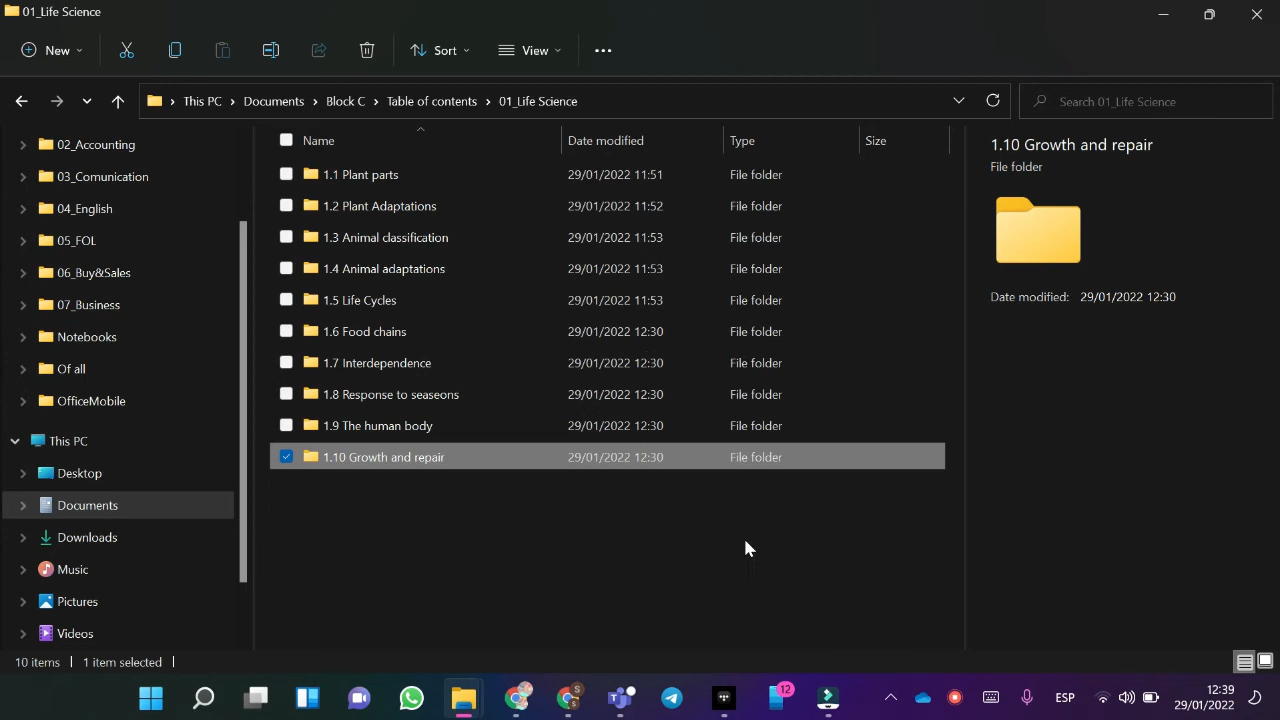 01_Life Science
New
Sort
View
This PC
Documents
Block C
Table of contents
01_Life Science
Search 01_Life Science
02_Accounting
03_Comunication
04_English
05_FOL
06_Buy&Sales
07_Business
Notebooks
Of all
OfficeMobile
This PC
Desktop
Documents
Downloads
Music
Pictures
Videos
Name Date modified Type Size
1.1 Plant parts 29/01/2022 11:51 File folder
1.2 Plant Adaptations 29/01/2022 11:52 File folder
1.3 Animal classification 29/01/2022 11:53 File folder
1.4 Animal adaptations 29/01/2022 11:53 File folder
1.5 Life Cycles 29/01/2022 11:53 File folder
1.6 Food chains 29/01/2022 12:30 File folder
1.7 Interdependence 29/01/2022 12:30 File folder
1.8 Response to seaseons 29/01/2022 12:30 File folder
1.9 The human body 29/01/2022 12:30 File folder
1.10 Growth and repair 29/01/2022 12:30 File folder
1.10 Growth and repair
File folder
Date modified: 29/01/2022 12:30
10 items 1 item selected
S
12
ESP
12:39
29/01/2022